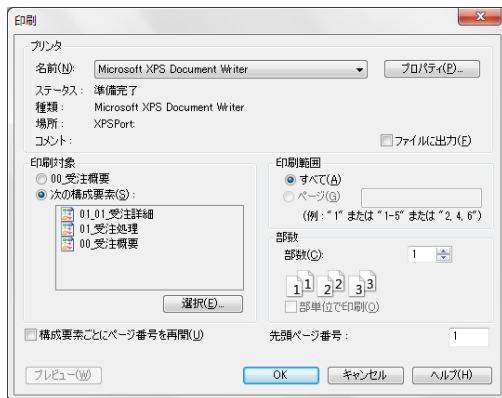 印刷
プリンタ
名前(N): Microsoft XPS Document Writer プロパティ(P)...
ステータス: 準備完了
種類: Microsoft XPS Document Writer
場所: XPSPort:
コメント: ファイルに出力(F)
印刷対象
00_受注概要
次の構成要素(S):
01_01_受注詳細
01_受注処理
00_受注概要
選択(E)...
印刷範囲
すべて(A)
ページ(G)
(例: "1" または "1-5" または "2, 4, 6")
部数
部数(C): 1
1 1 2 2 3 3
部単位で印刷(O)
構成要素ごとにページ番号を再開(U) 先頭ページ番号: 1
プレビュー(W) OK キャンセル ヘルプ(H)